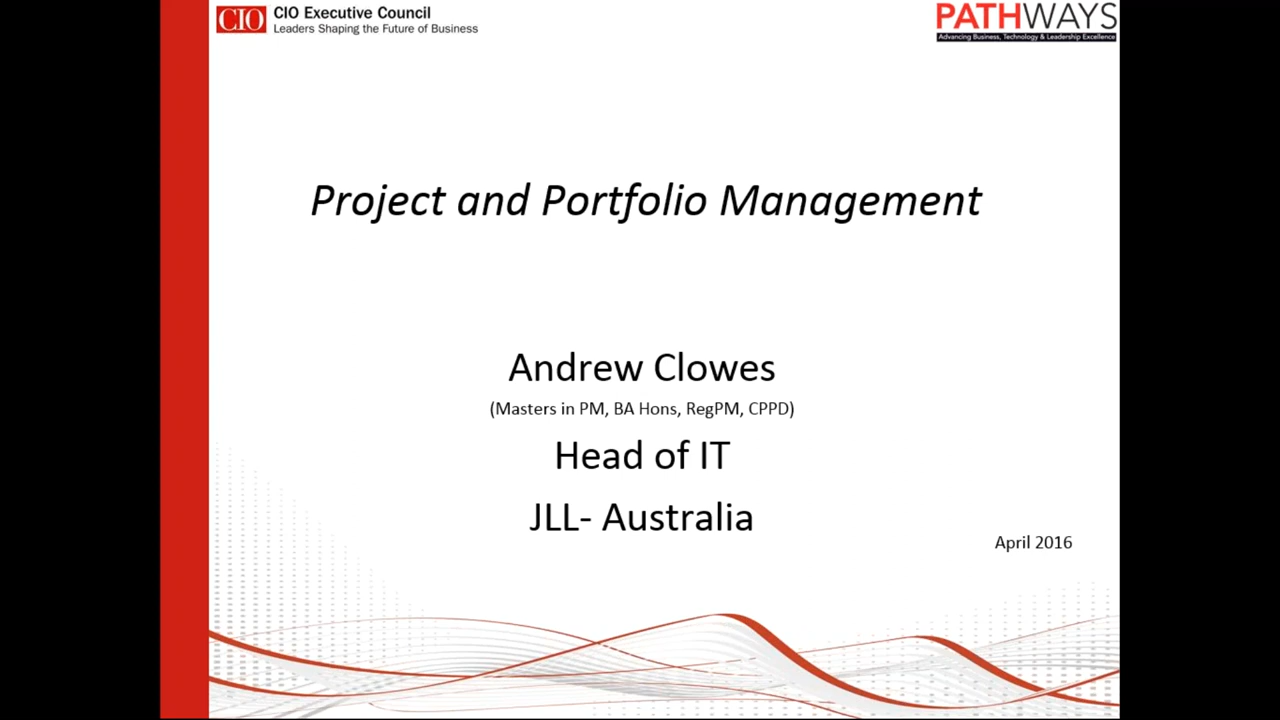 CIO
CIO Executive Council
Leaders Shaping the Future of Business
PATHWAYS
Advancing Business, Technology & Leadership Excellence
Project and Portfolio Management
Andrew Clowes
(Masters in PM, BA Hons, RegPM, CPPD)
Head of IT
JLL- Australia
April 2016